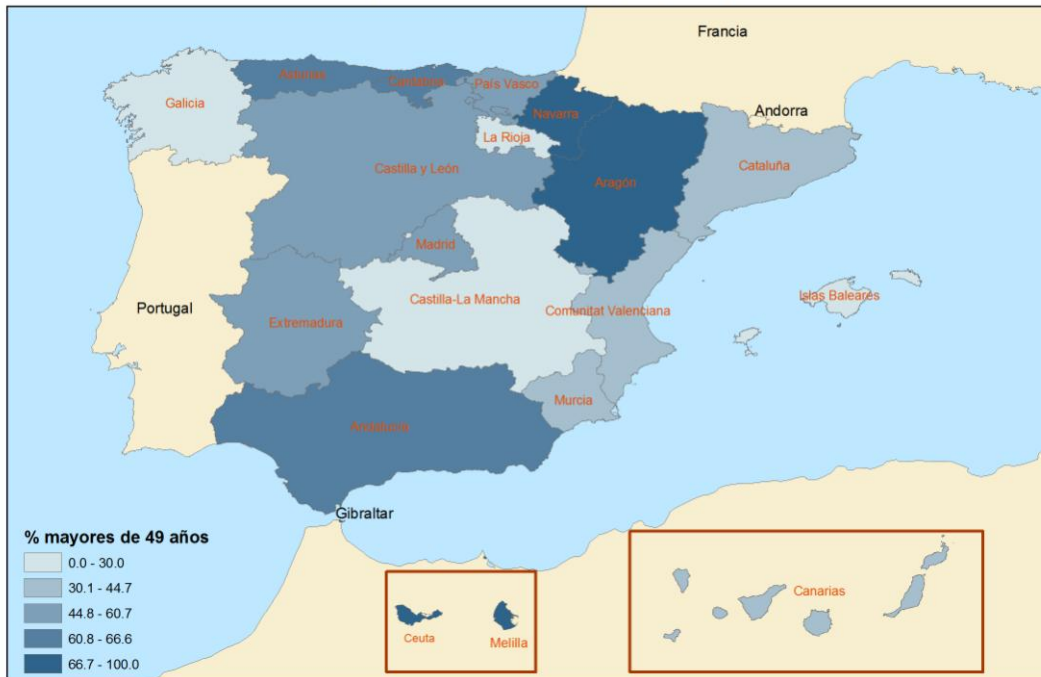 Francia
Asturias
Cantabria
País Vasco
Galicia
Navarra
Andorra
La Rioja
Cataluña
Castilla y León
Aragón
Madrid
Islas Baleares
Castilla-La Mancha
Portugal
Comunitat Valenciana
Extremadura
Murcia
Andalucía
Gibraltar
% mayores de 49 años
0.0 - 30.0
30.1 - 44.7
44.8 - 60.7
60.8 - 66.6
66.7 - 100.0
Ceuta
Melilla
Canarias